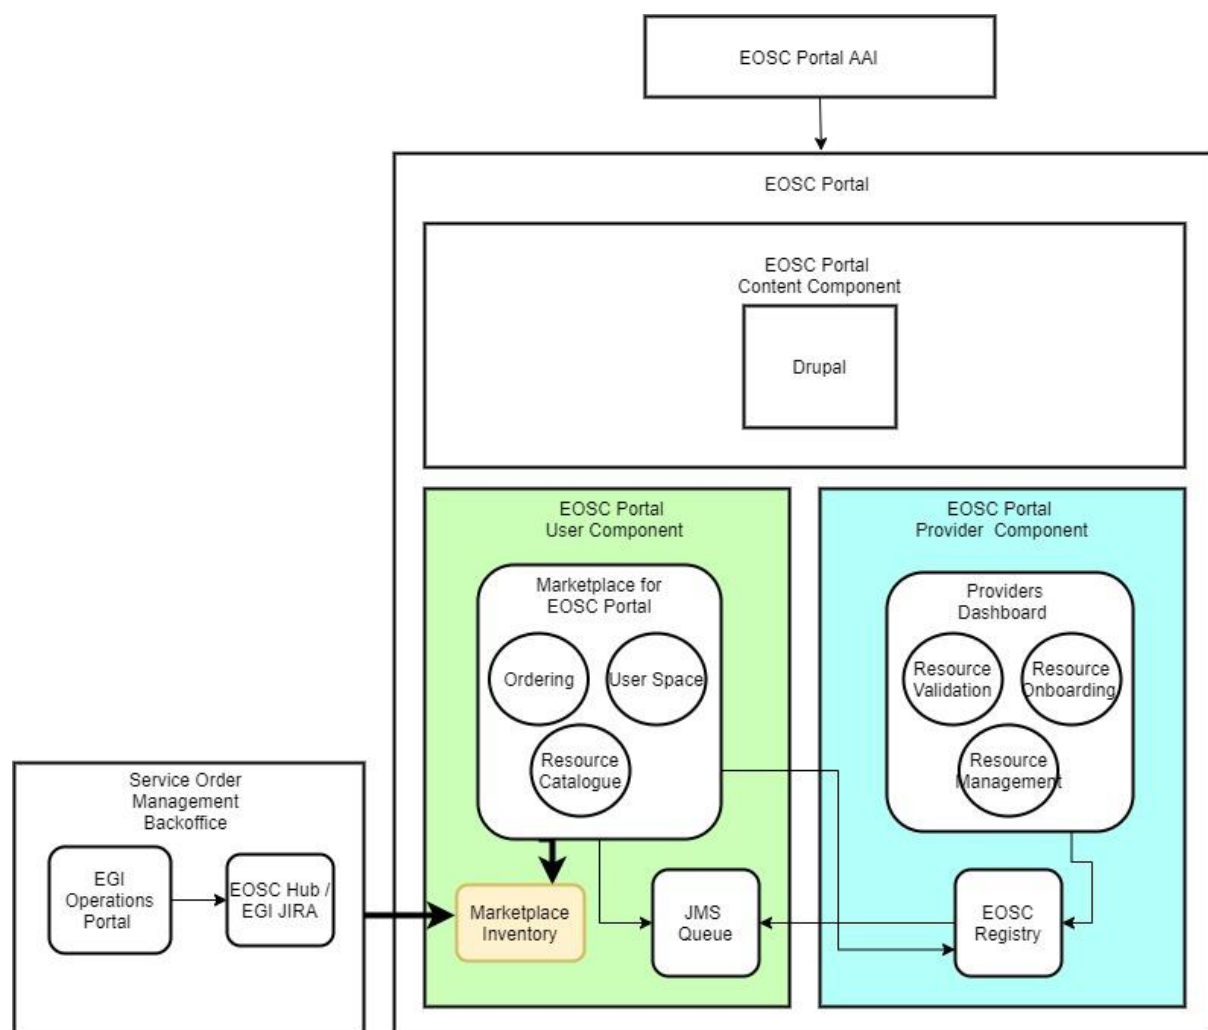 EOSC Portal AAI
EOSC Portal
EOSC Portal
Content Component
Drupal
EOSC Portal
User Component
Marketplace for
EOSC Portal
Ordering
User Space
Resource
Catalogue
Marketplace
Inventory
JMS
Queue
EOSC Portal
Provider Component
Providers
Dashboard
Resource
Validation
Resource
Onboarding
Resource
Management
EOSC
Registry
Service Order
Management
Backoffice
EGI
Operations
Portal
EOSC Hub /
EGI JIRA